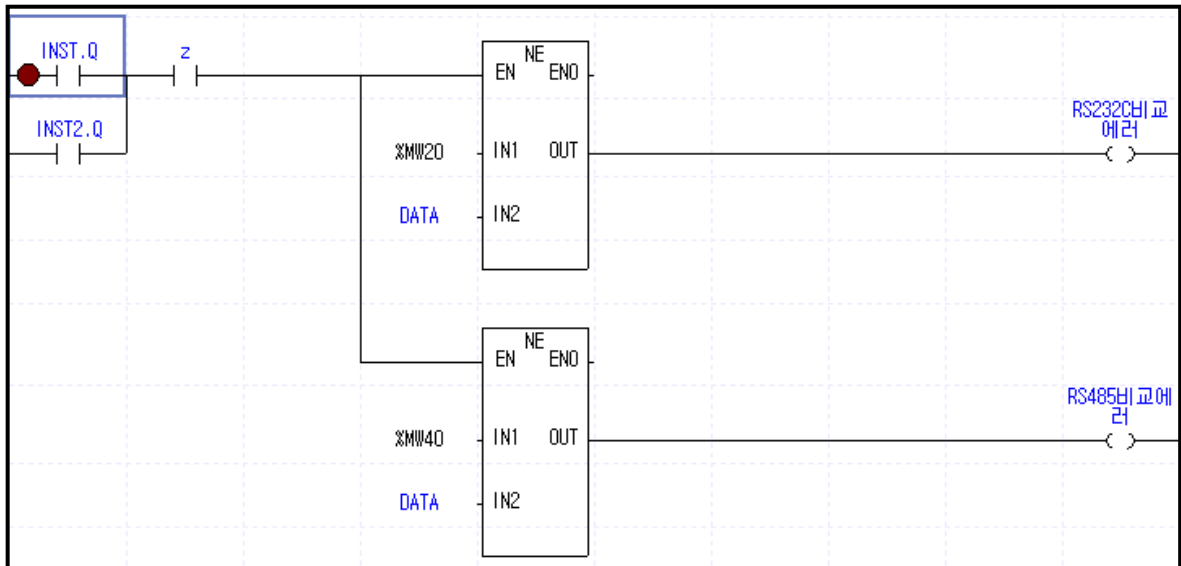 INST.Q
z
NE
EN
ENO
INST2.Q
%MW20
IN1
OUT
RS232C비교
에러
DATA
IN2
NE
EN
ENO
%MW40
IN1
OUT
RS485비교에
러
DATA
IN2